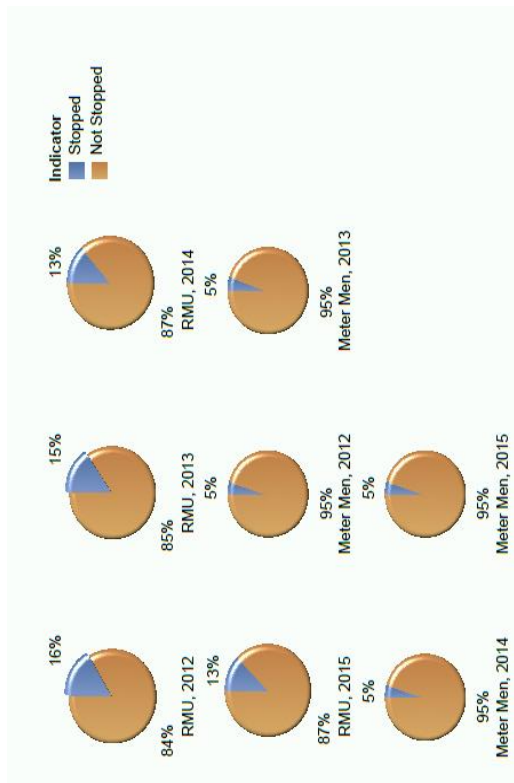 16%
84%
RMU, 2012
15%
85%
RMU, 2013
13%
87%
RMU, 2014
Indicator
Stopped
Not Stopped
13%
87%
RMU, 2015
5%
95%
Meter Men, 2012
5%
95%
Meter Men, 2013
5%
95%
Meter Men, 2014
5%
95%
Meter Men, 2015